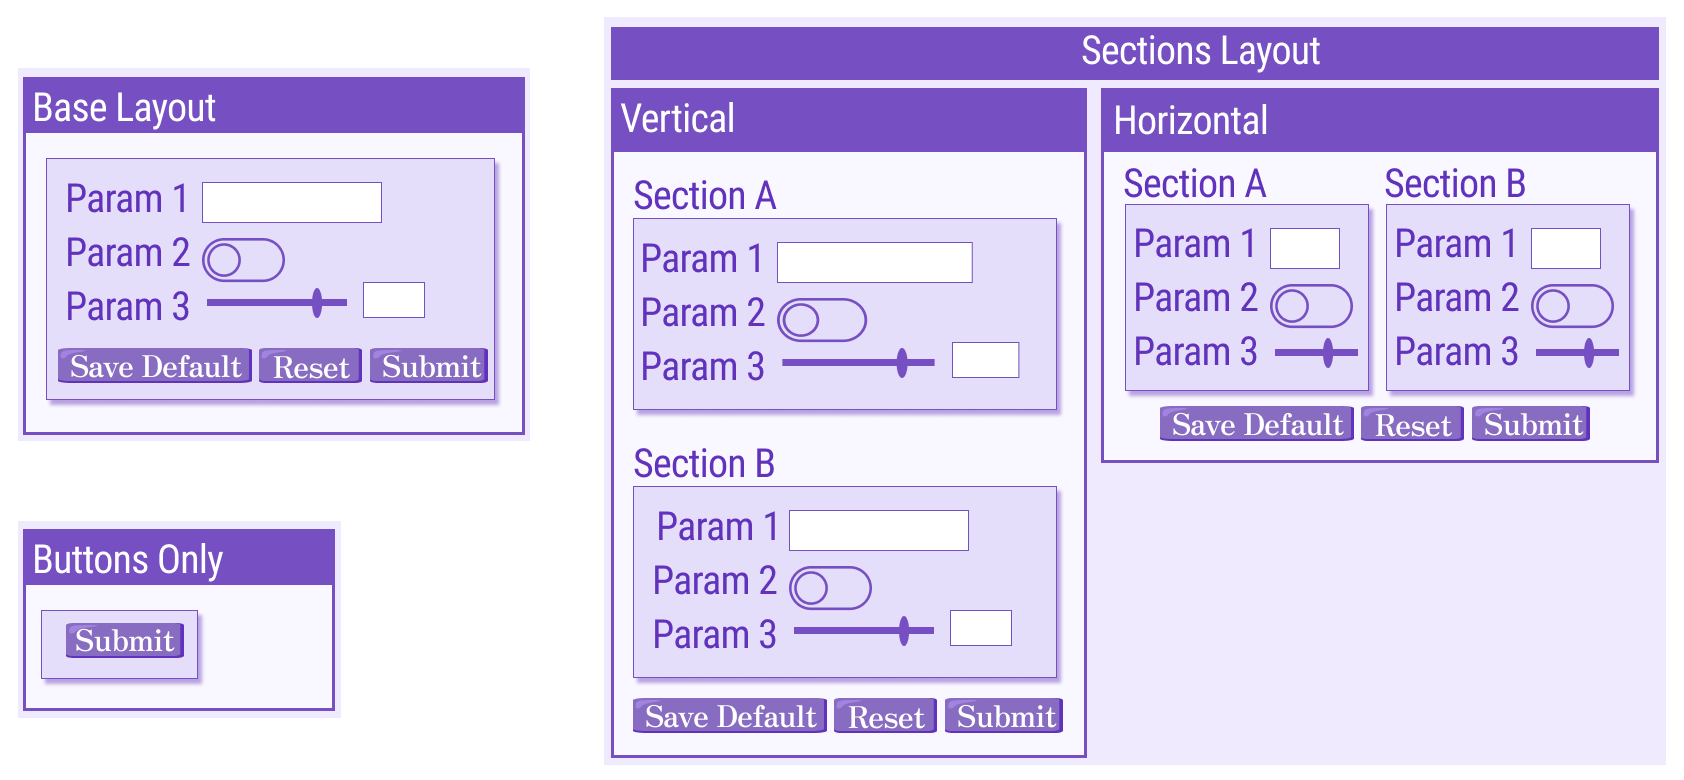 Base Layout
Param 1
Param 2
Param 3
Save Default Reset Submit
Buttons Only
Submit
Sections Layout
Vertical
Section A
Param 1
Param 2
Param 3
Section B
Param 1
Param 2
Param 3
Save Default Reset Submit
Horizontal
Section A
Param 1
Param 2
Param 3
Section B
Param 1
Param 2
Param 3
Save Default Reset Submit